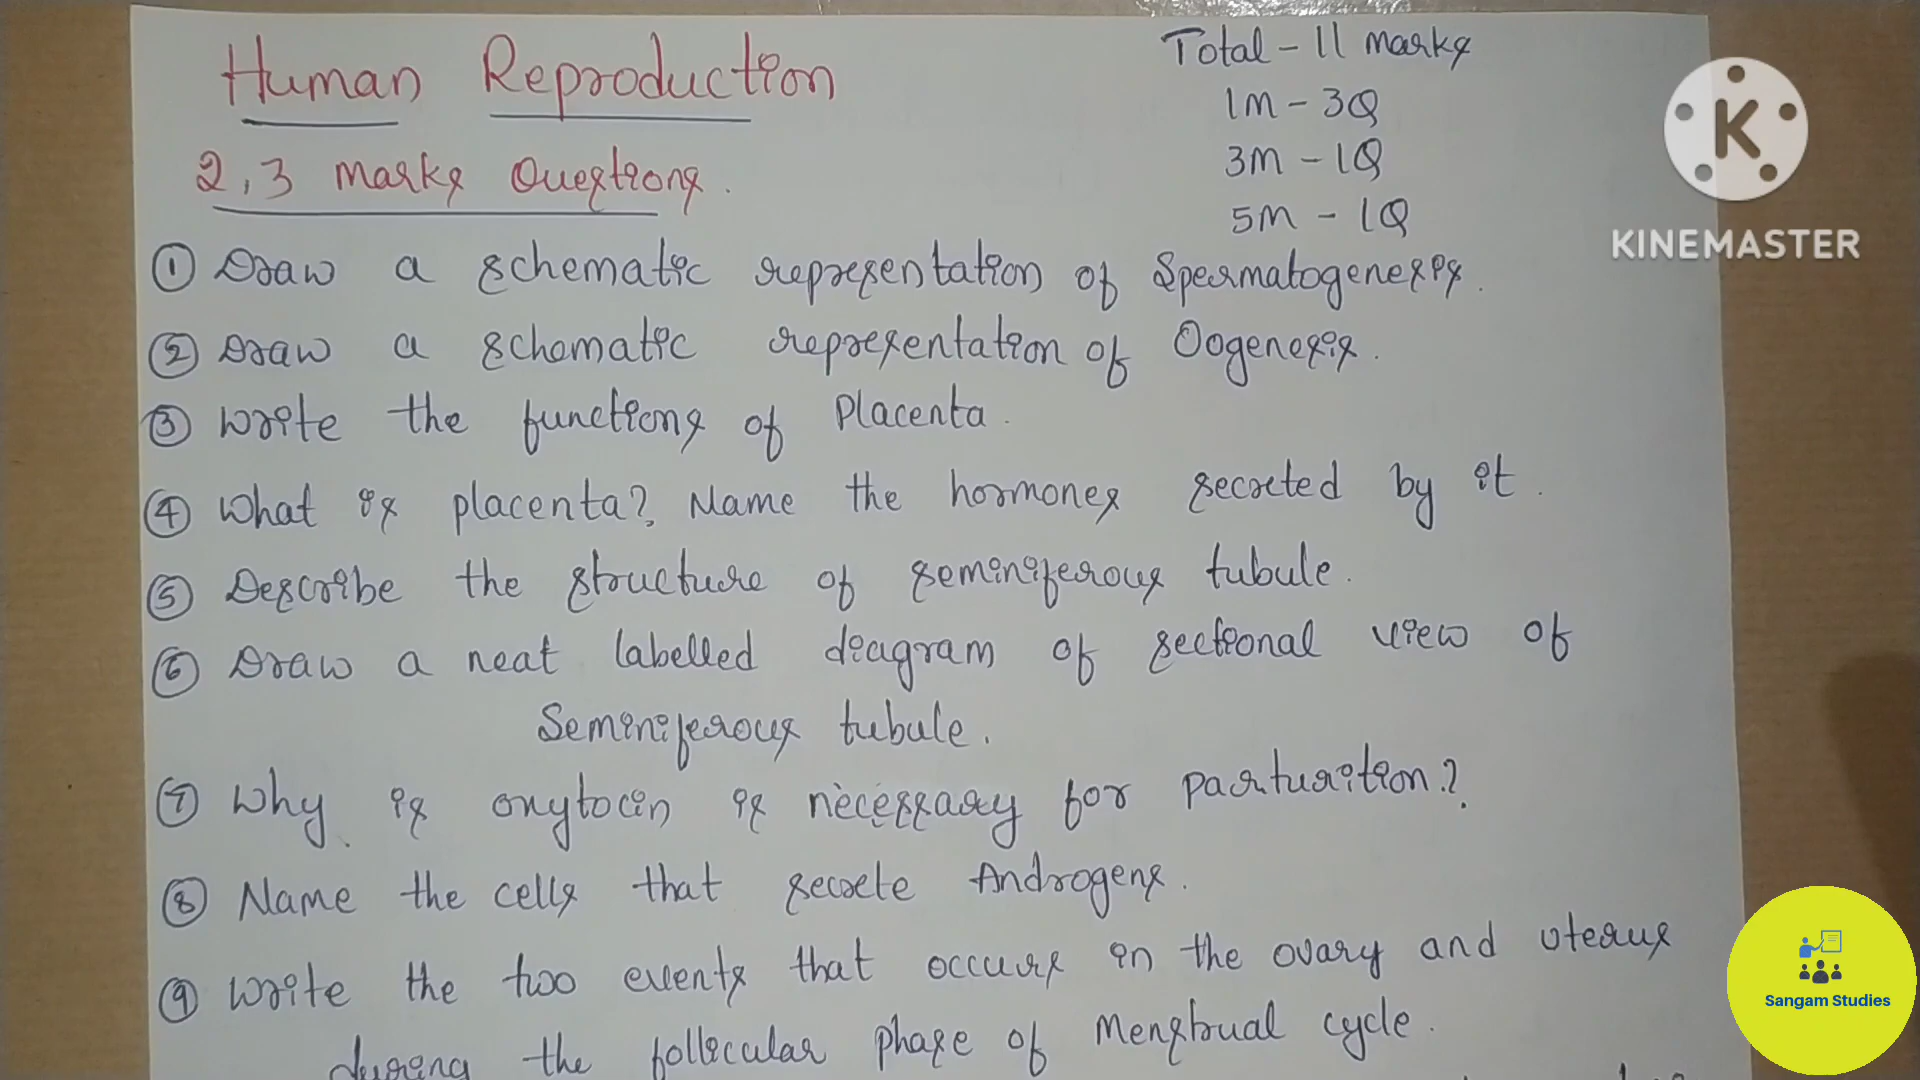 Human Reproduction
Total - 11 marks
1M - 3Q
3M - 1Q
5M - 1Q
2,3 marks Questions.
① Draw a schematic representation of Spermatogenesis.
② Draw a schematic representation of Oogenesis.
③ Write the functions of Placenta.
④ What is placenta? Name the hormones secreted by it.
⑤ Describe the structure of seminiferous tubule.
⑥ Draw a neat labelled diagram of sectional view of
Seminiferous tubule.
⑦ Why is oxytocin is necessary for parturition?
⑧ Name the cells that secrete Androgens.
⑨ Write the two events that occurs in the ovary and uterus
during the follicular phase of Menstrual cycle.
K
KINEMASTER
Sangam Studies